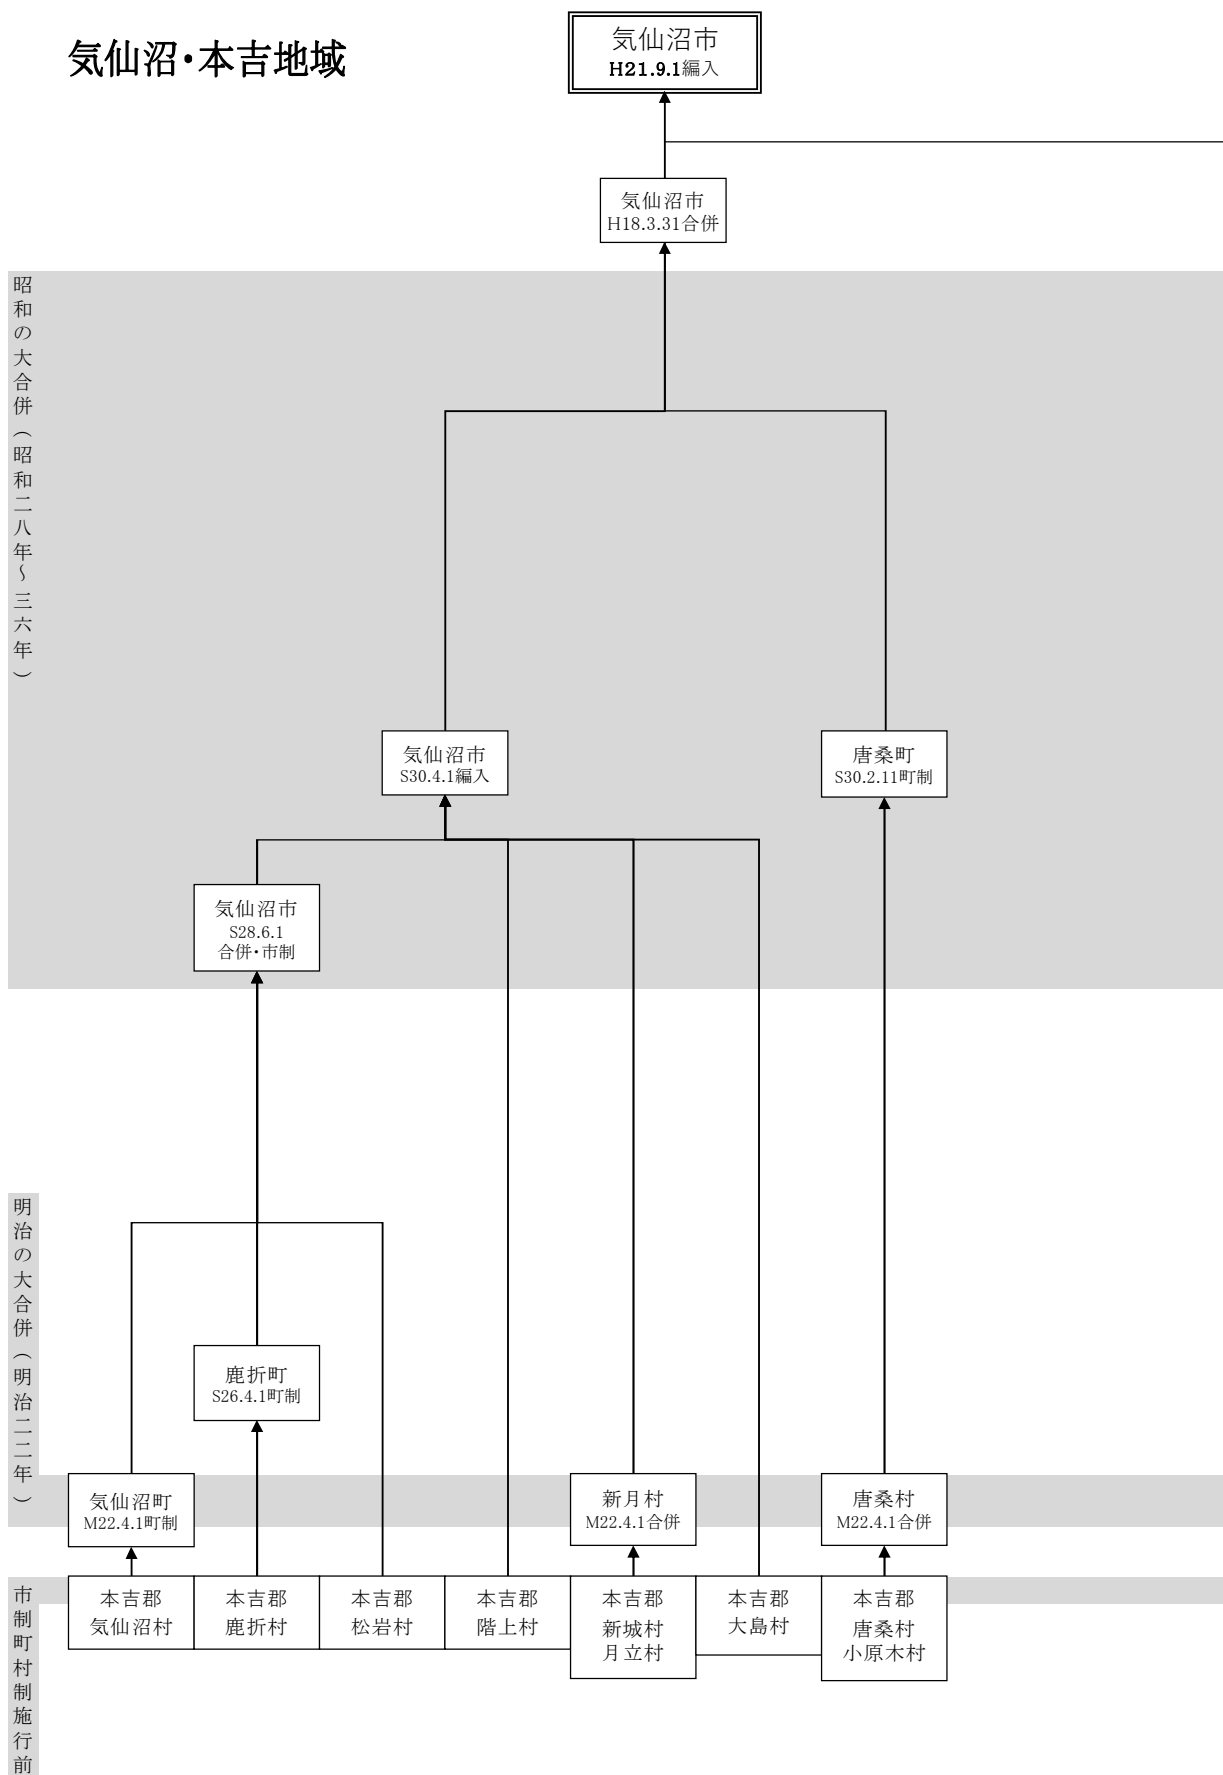 気仙沼・本吉地域
気仙沼市
H21.9.1編入
気仙沼市
H18.3.31合併
昭和の大合併（昭和二八年～三六年）
気仙沼市
S30.4.1編入
唐桑町
S30.2.11町制
気仙沼市
S28.6.1
合併・市制
明治の大合併（明治二二年）
鹿折町
S26.4.1町制
気仙沼町
M22.4.1町制
新月村
M22.4.1合併
唐桑村
M22.4.1合併
市制町村制施行前
本吉郡
気仙沼村
本吉郡
鹿折村
本吉郡
松岩村
本吉郡
階上村
本吉郡
新城村
月立村
本吉郡
大島村
本吉郡
唐桑村
小原木村